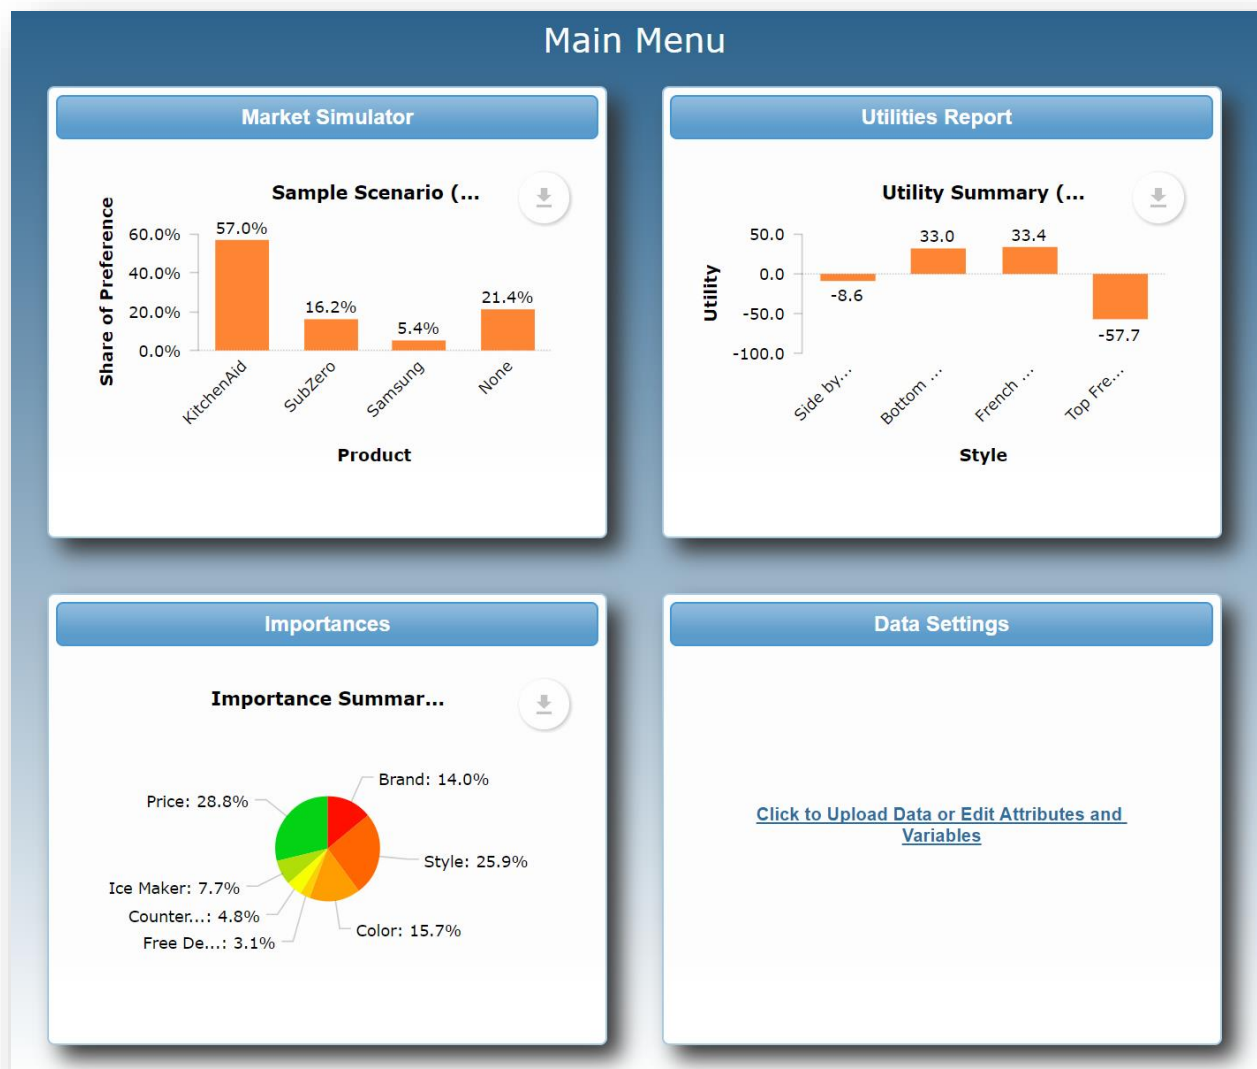 Main Menu
Market Simulator
Sample Scenario (...
Share of Preference
60.0%
40.0%
20.0%
0.0%
57.0%
16.2%
5.4%
21.4%
KitchenAid
SubZero
Samsung
None
Product
Utilities Report
Utility Summary (...
Utility
50.0
0.0
-50.0
-100.0
-8.6
33.0
33.4
-57.7
Side by...
Bottom ...
French ...
Top Fre...
Style
Importances
Importance Summar...
Brand: 14.0%
Price: 28.8%
Style: 25.9%
Ice Maker: 7.7%
Counter...: 4.8%
Free De...: 3.1%
Color: 15.7%
Data Settings
Click to Upload Data or Edit Attributes and
Variables